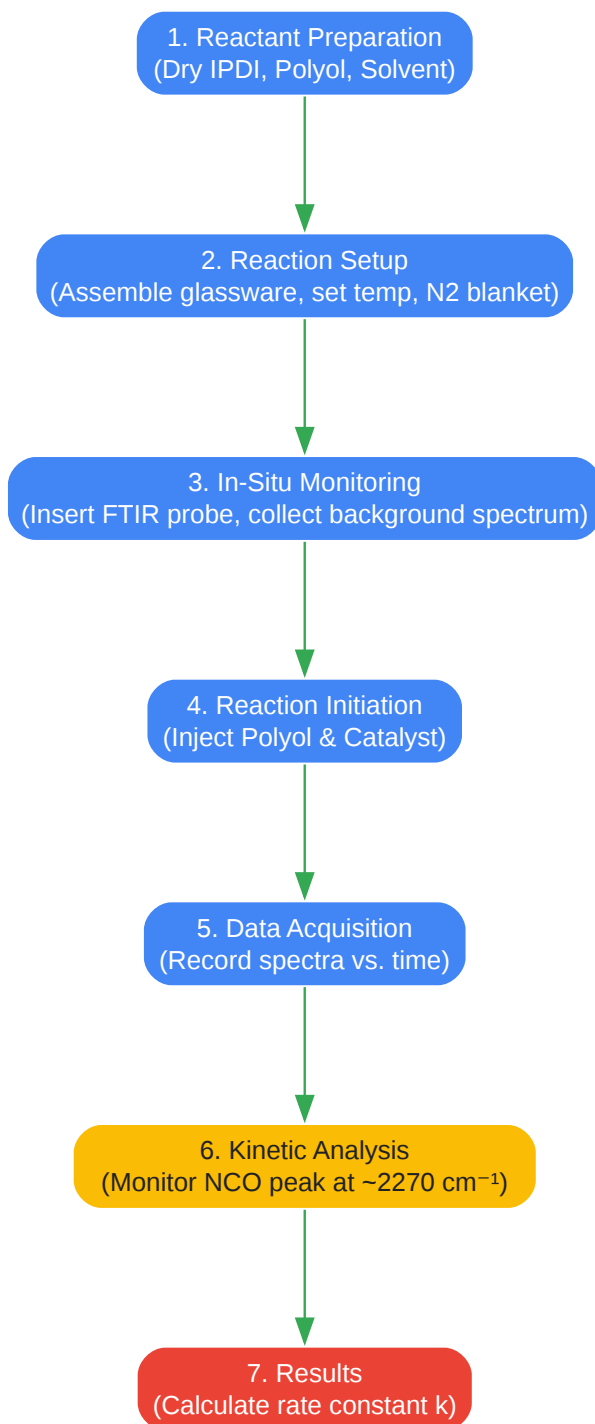 1. Reactant Preparation
(Dry IPDI, Polyol, Solvent)
2. Reaction Setup
(Assemble glassware, set temp, N2 blanket)
3. In-Situ Monitoring
(Insert FTIR probe, collect background spectrum)
4. Reaction Initiation
(Inject Polyol & Catalyst)
5. Data Acquisition
(Record spectra vs. time)
6. Kinetic Analysis
(Monitor NCO peak at ~2270 cm⁻¹)
7. Results
(Calculate rate constant k)